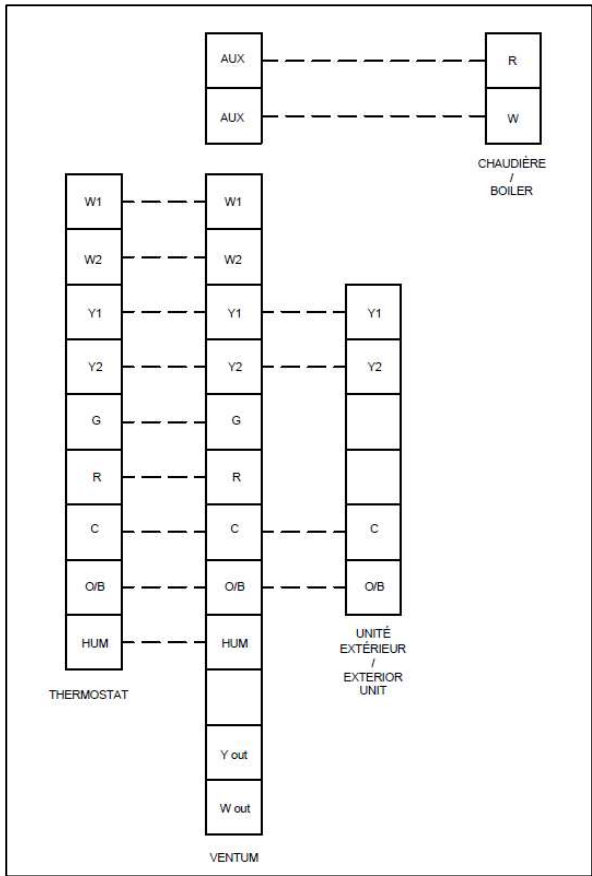 AUX
R
AUX
W
CHAUDIÈRE
/
BOILER
W1
W1
W2
W2
Y1
Y1
Y1
Y2
Y2
Y2
G
G
R
R
C
C
C
O/B
O/B
O/B
HUM
HUM
UNITÉ
EXTÉRIEUR
/
EXTERIOR
UNIT
THERMOSTAT
Y out
W out
VENTUM